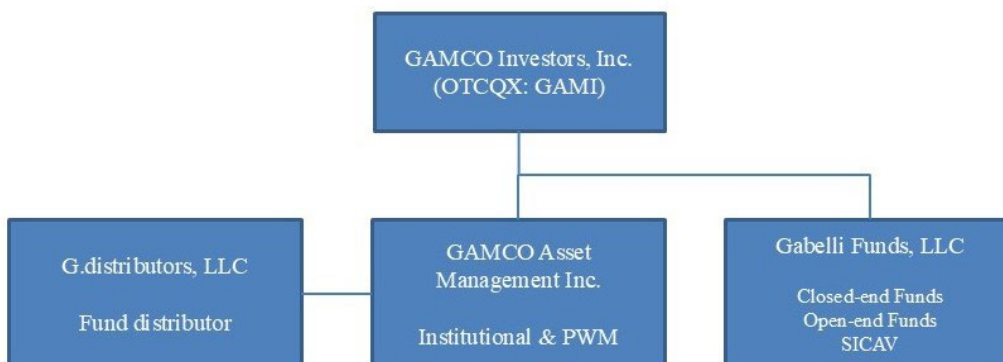 GAMCO Investors, Inc.
(OTCQX: GAMI)
G.distributors, LLC
Fund distributor
GAMCO Asset
Management Inc.
Institutional & PWM
Gabelli Funds, LLC
Closed-end Funds
Open-end Funds
SICAV